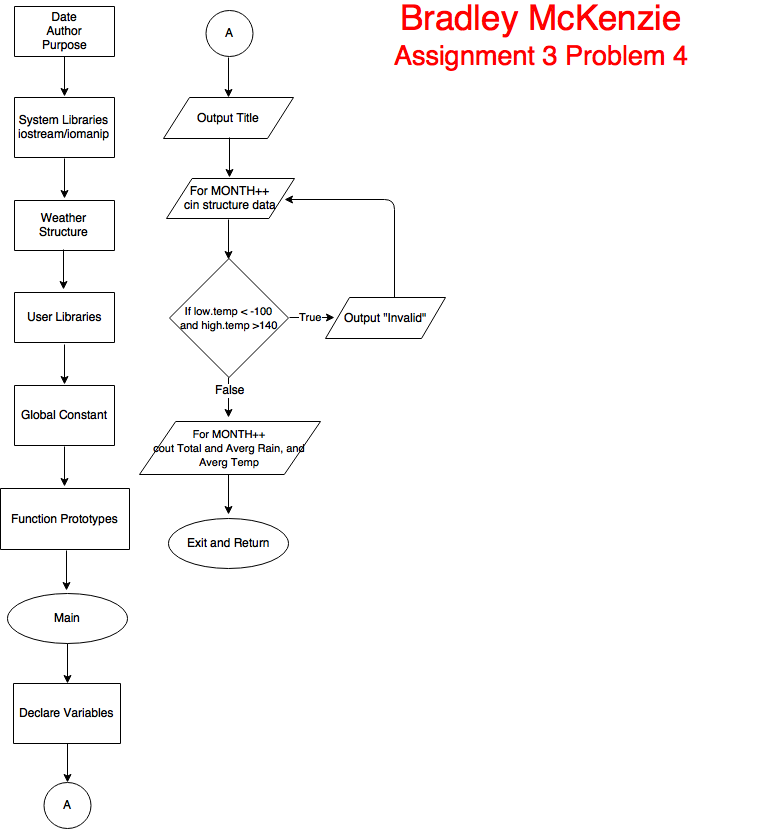 Bradley McKenzie
Assignment 3 Problem 4
Date
Author
Purpose
System Libraries
iostream/iomanip
Weather
Structure
User Libraries
Global Constant
Function Prototypes
Main
Declare Variables
A
A
Output Title
For MONTH++
cin structure data
If low.temp < -100
and high.temp >140
True
Output "Invalid"
False
For MONTH++
cout Total and Averg Rain, and
Averg Temp
Exit and Return